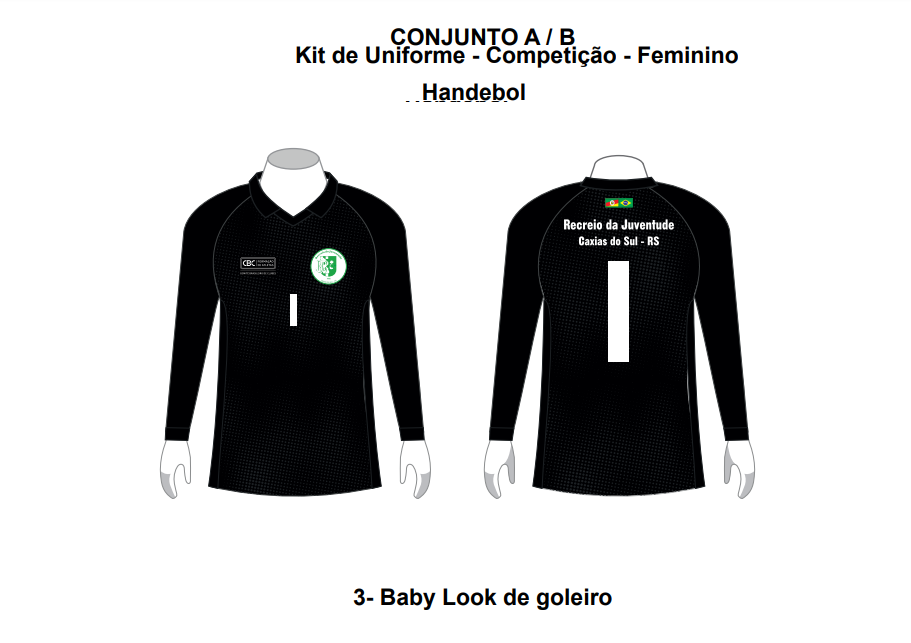 CONJUNTO A / B
Kit de Uniforme - Competição - Feminino
Handebol
CBC
1
Recreio da Juventude
Caxias do Sul - RS
1
3- Baby Look de goleiro